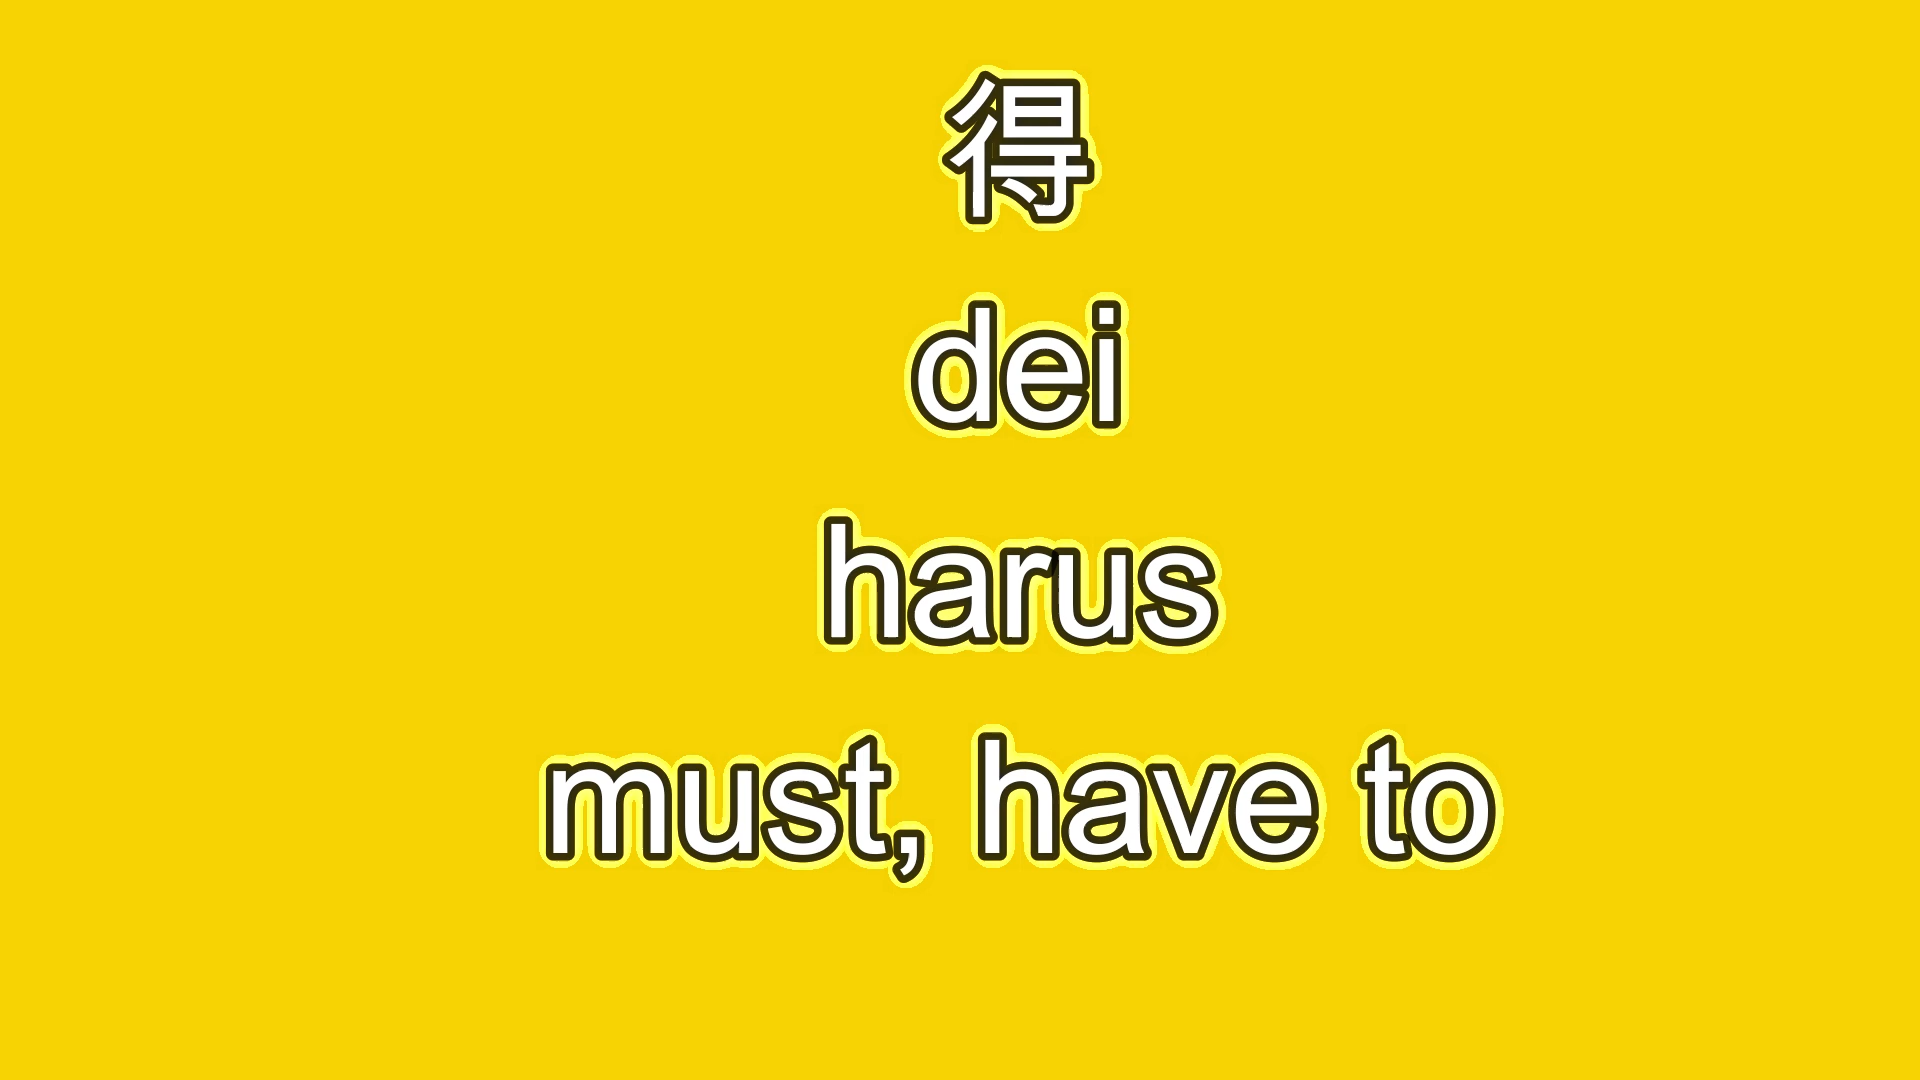 得
dei
harus
must, have to